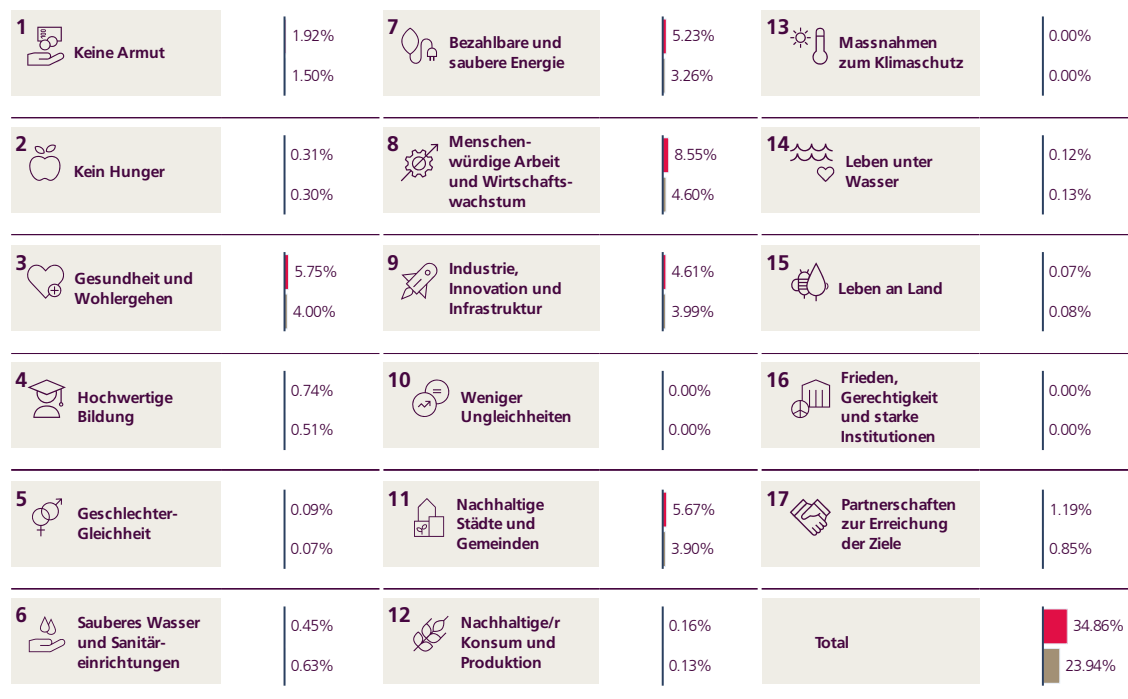 1
Keine Armut
1.92%
1.50%
2
Kein Hunger
0.31%
0.30%
3
Gesundheit und
Wohlergehen
5.75%
4.00%
4
Hochwertige
Bildung
0.74%
0.51%
5
Geschlechter-
Gleichheit
0.09%
0.07%
6
Sauberes Wasser
und Sanitär-
einrichtungen
0.45%
0.63%
7
Bezahlbare und
saubere Energie
5.23%
3.26%
8
Menschen-
würdige Arbeit
und Wirtschafts-
wachstum
8.55%
4.60%
9
Industrie,
Innovation und
Infrastruktur
4.61%
3.99%
10
Weniger
Ungleichheiten
0.00%
0.00%
11
Nachhaltige
Städte und
Gemeinden
5.67%
3.90%
12
Nachhaltige/r
Konsum und
Produktion
0.16%
0.13%
13
Massnahmen
zum Klimaschutz
0.00%
0.00%
14
Leben unter
Wasser
0.12%
0.13%
15
Leben an Land
0.07%
0.08%
16
Frieden,
Gerechtigkeit
und starke
Institutionen
0.00%
0.00%
17
Partnerschaften
zur Erreichung
der Ziele
1.19%
0.85%
Total
34.86%
23.94%